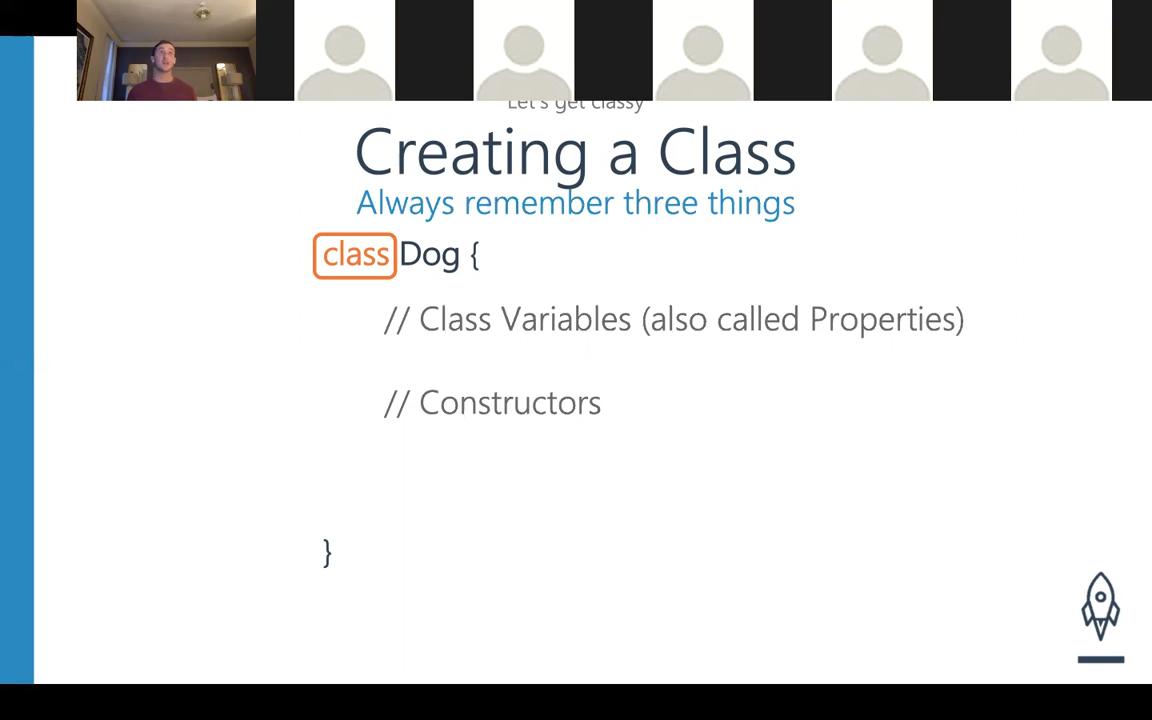 Let's get classy
Creating a Class
Always remember three things
class Dog {
// Class Variables (also called Properties)
// Constructors
}